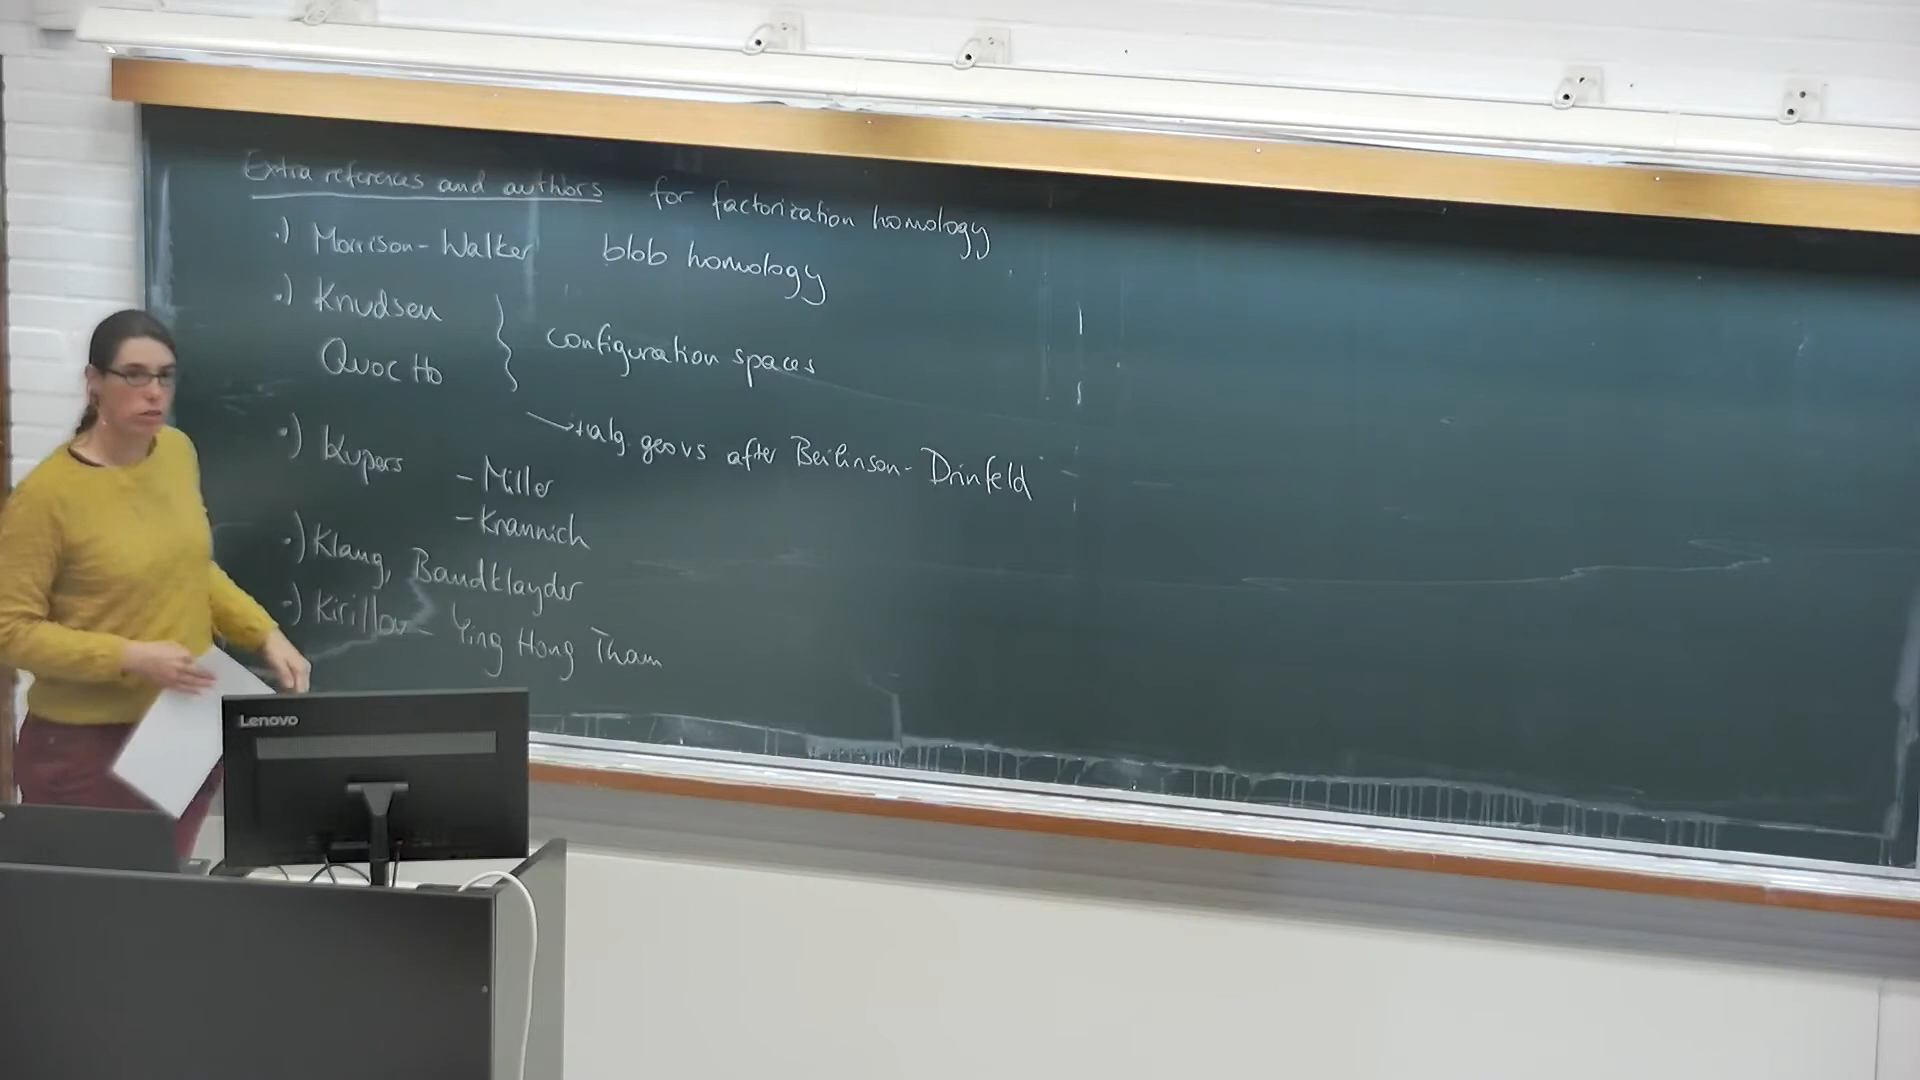 Extra references and authors for factorization homology
·) Morrison-Walker blob homology
·) Knudsen
Quoc Ho
configuration spaces
→ alg. geo vs after Beilinson-Drinfeld
·) Kupers - Miller
- Krannich
·) Klang, Bandklayder
·) Kirillov - Ying Hong Tham
Lenovo